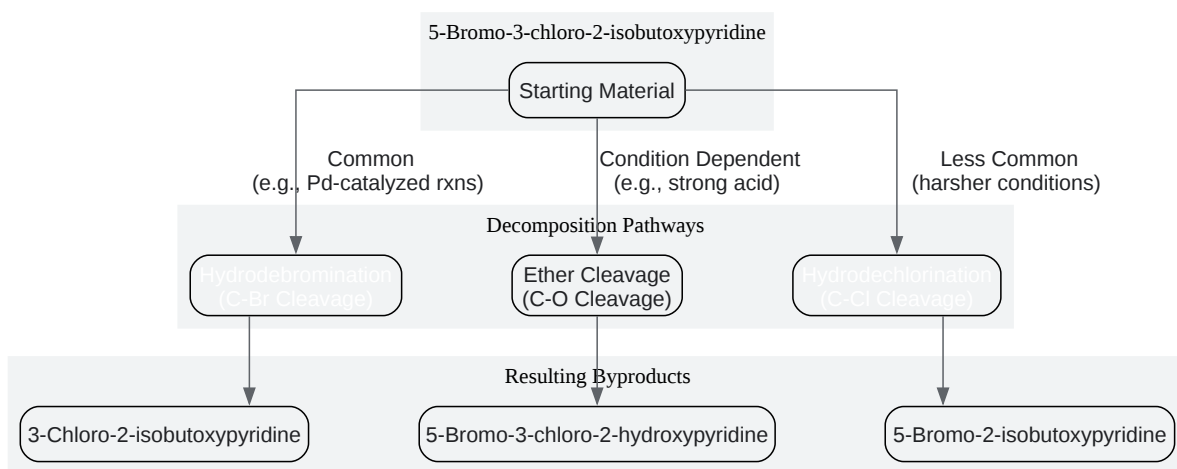 5-Bromo-3-chloro-2-isobutoxypyridine
Starting Material
Common
(e.g., Pd-catalyzed rxns)
Condition Dependent
(e.g., strong acid)
Less Common
(harsher conditions)
Decomposition Pathways
Hydrodebromination
(C-Br Cleavage)
Ether Cleavage
(C-O Cleavage)
Hydrodechlorination
(C-Cl Cleavage)
Resulting Byproducts
3-Chloro-2-isobutoxypyridine
5-Bromo-3-chloro-2-hydroxypyridine
5-Bromo-2-isobutoxypyridine